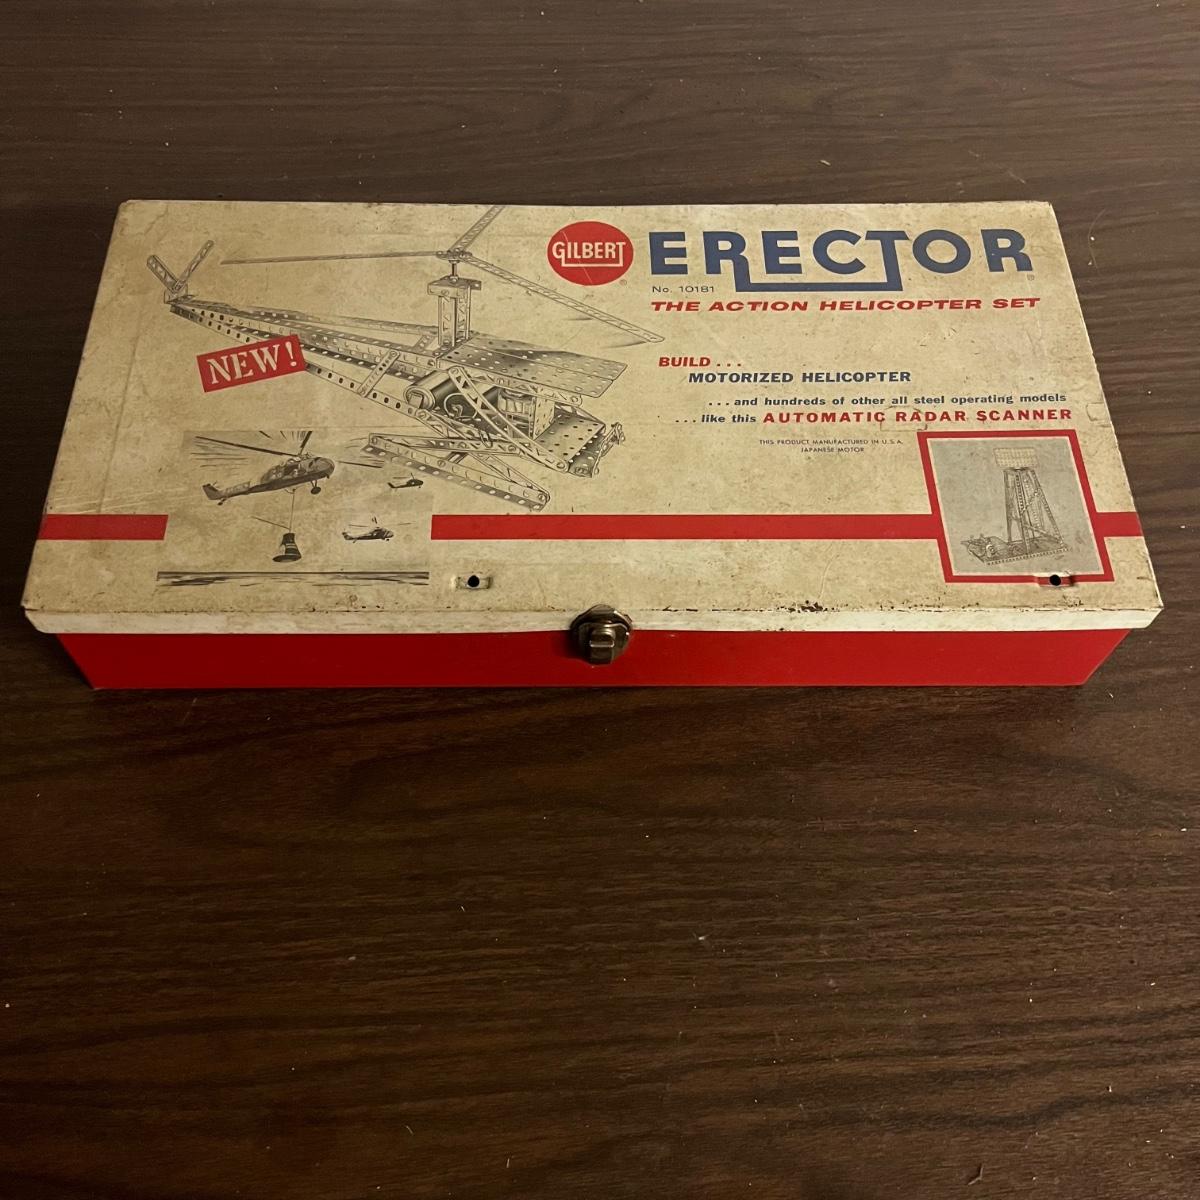 GILBERT
®
ERECTOR
®
No. 10181
THE ACTION HELICOPTER SET
NEW!
BUILD . . .
MOTORIZED HELICOPTER
. . . and hundreds of other all steel operating models
. . . like this AUTOMATIC RADAR SCANNER
THIS PRODUCT MANUFACTURED IN U.S.A.
JAPANESE MOTOR